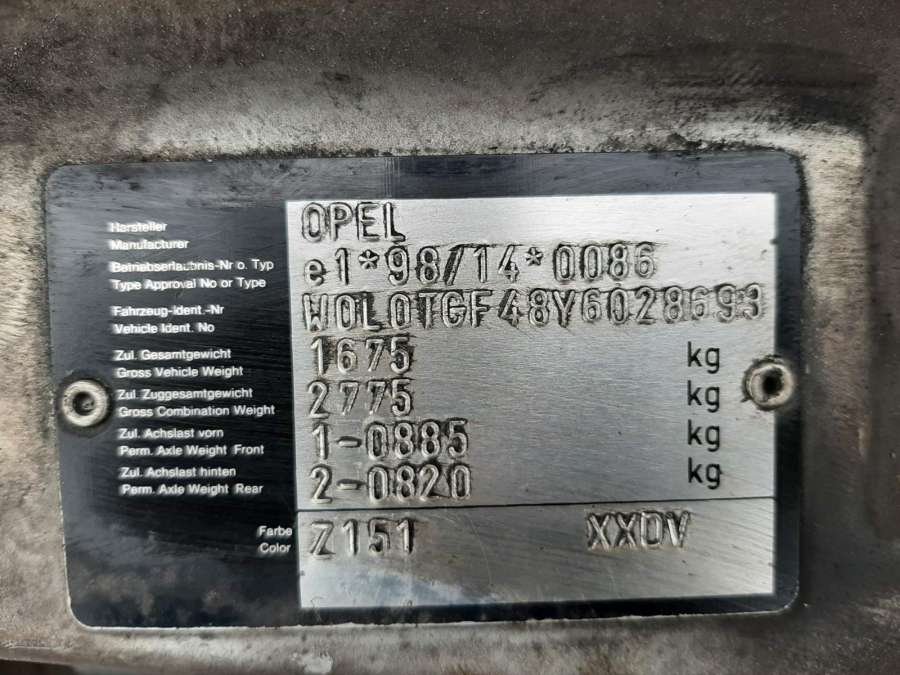 Hersteller
Manufacturer
OPEL
Betriebserlaubnis-Nr o. Typ
Type Approval No or Type
e1*98/14*0086
Fahrzeug-Ident.-Nr
Vehicle Ident. No
W0L0TGF48Y6028693
Zul. Gesamtgewicht
Gross Vehicle Weight
1675 kg
Zul. Zuggesamtgewicht
Gross Combination Weight
2775 kg
Zul. Achslast vorn
Perm. Axle Weight Front
1-0885 kg
Zul. Achslast hinten
Perm. Axle Weight Rear
2-0820 kg
Farbe
Color
Z151 XXDV